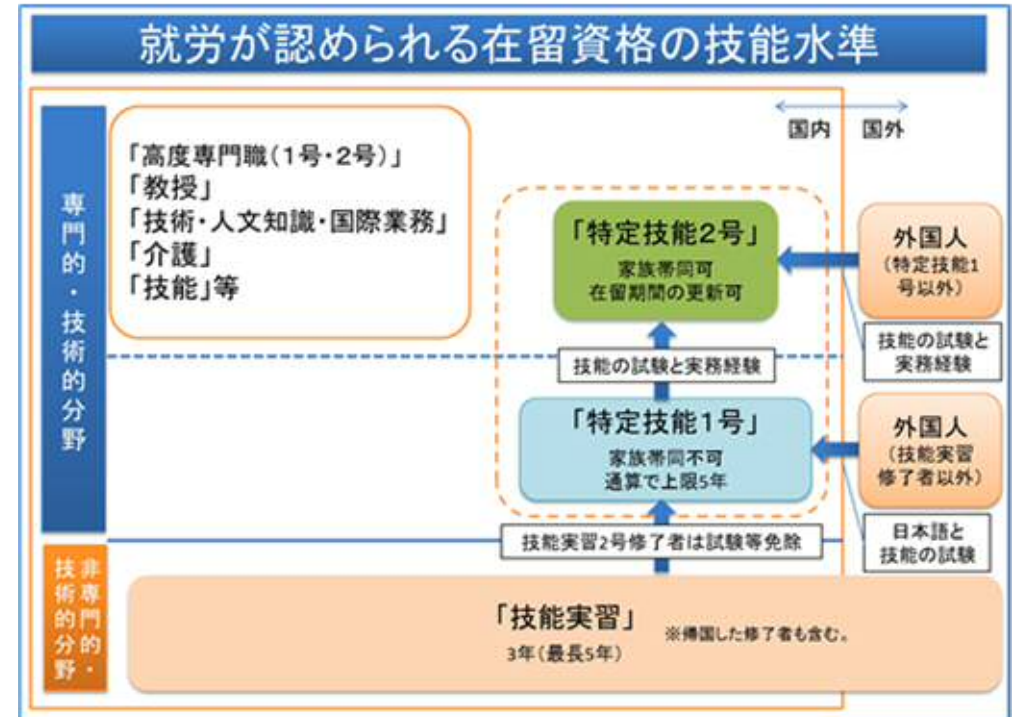 就労が認められる在留資格の技能水準
国内
国外
専門的・技術的分野
「高度専門職(1号・2号)」
「教授」
「技術・人文知識・国際業務」
「介護」
「技能」等
「特定技能2号」
家族帯同可
在留期間の更新可
外国人
(特定技能1
号以外)
技能の試験と
実務経験
技能の試験と実務経験
「特定技能1号」
家族帯同不可
通算で上限5年
外国人
(技能実習
修了者以外)
日本語と
技能の試験
技能実習2号修了者は試験等免除
非専門的・
技術的分野
「技能実習」
※帰国した修了者も含む。
3年(最長5年)